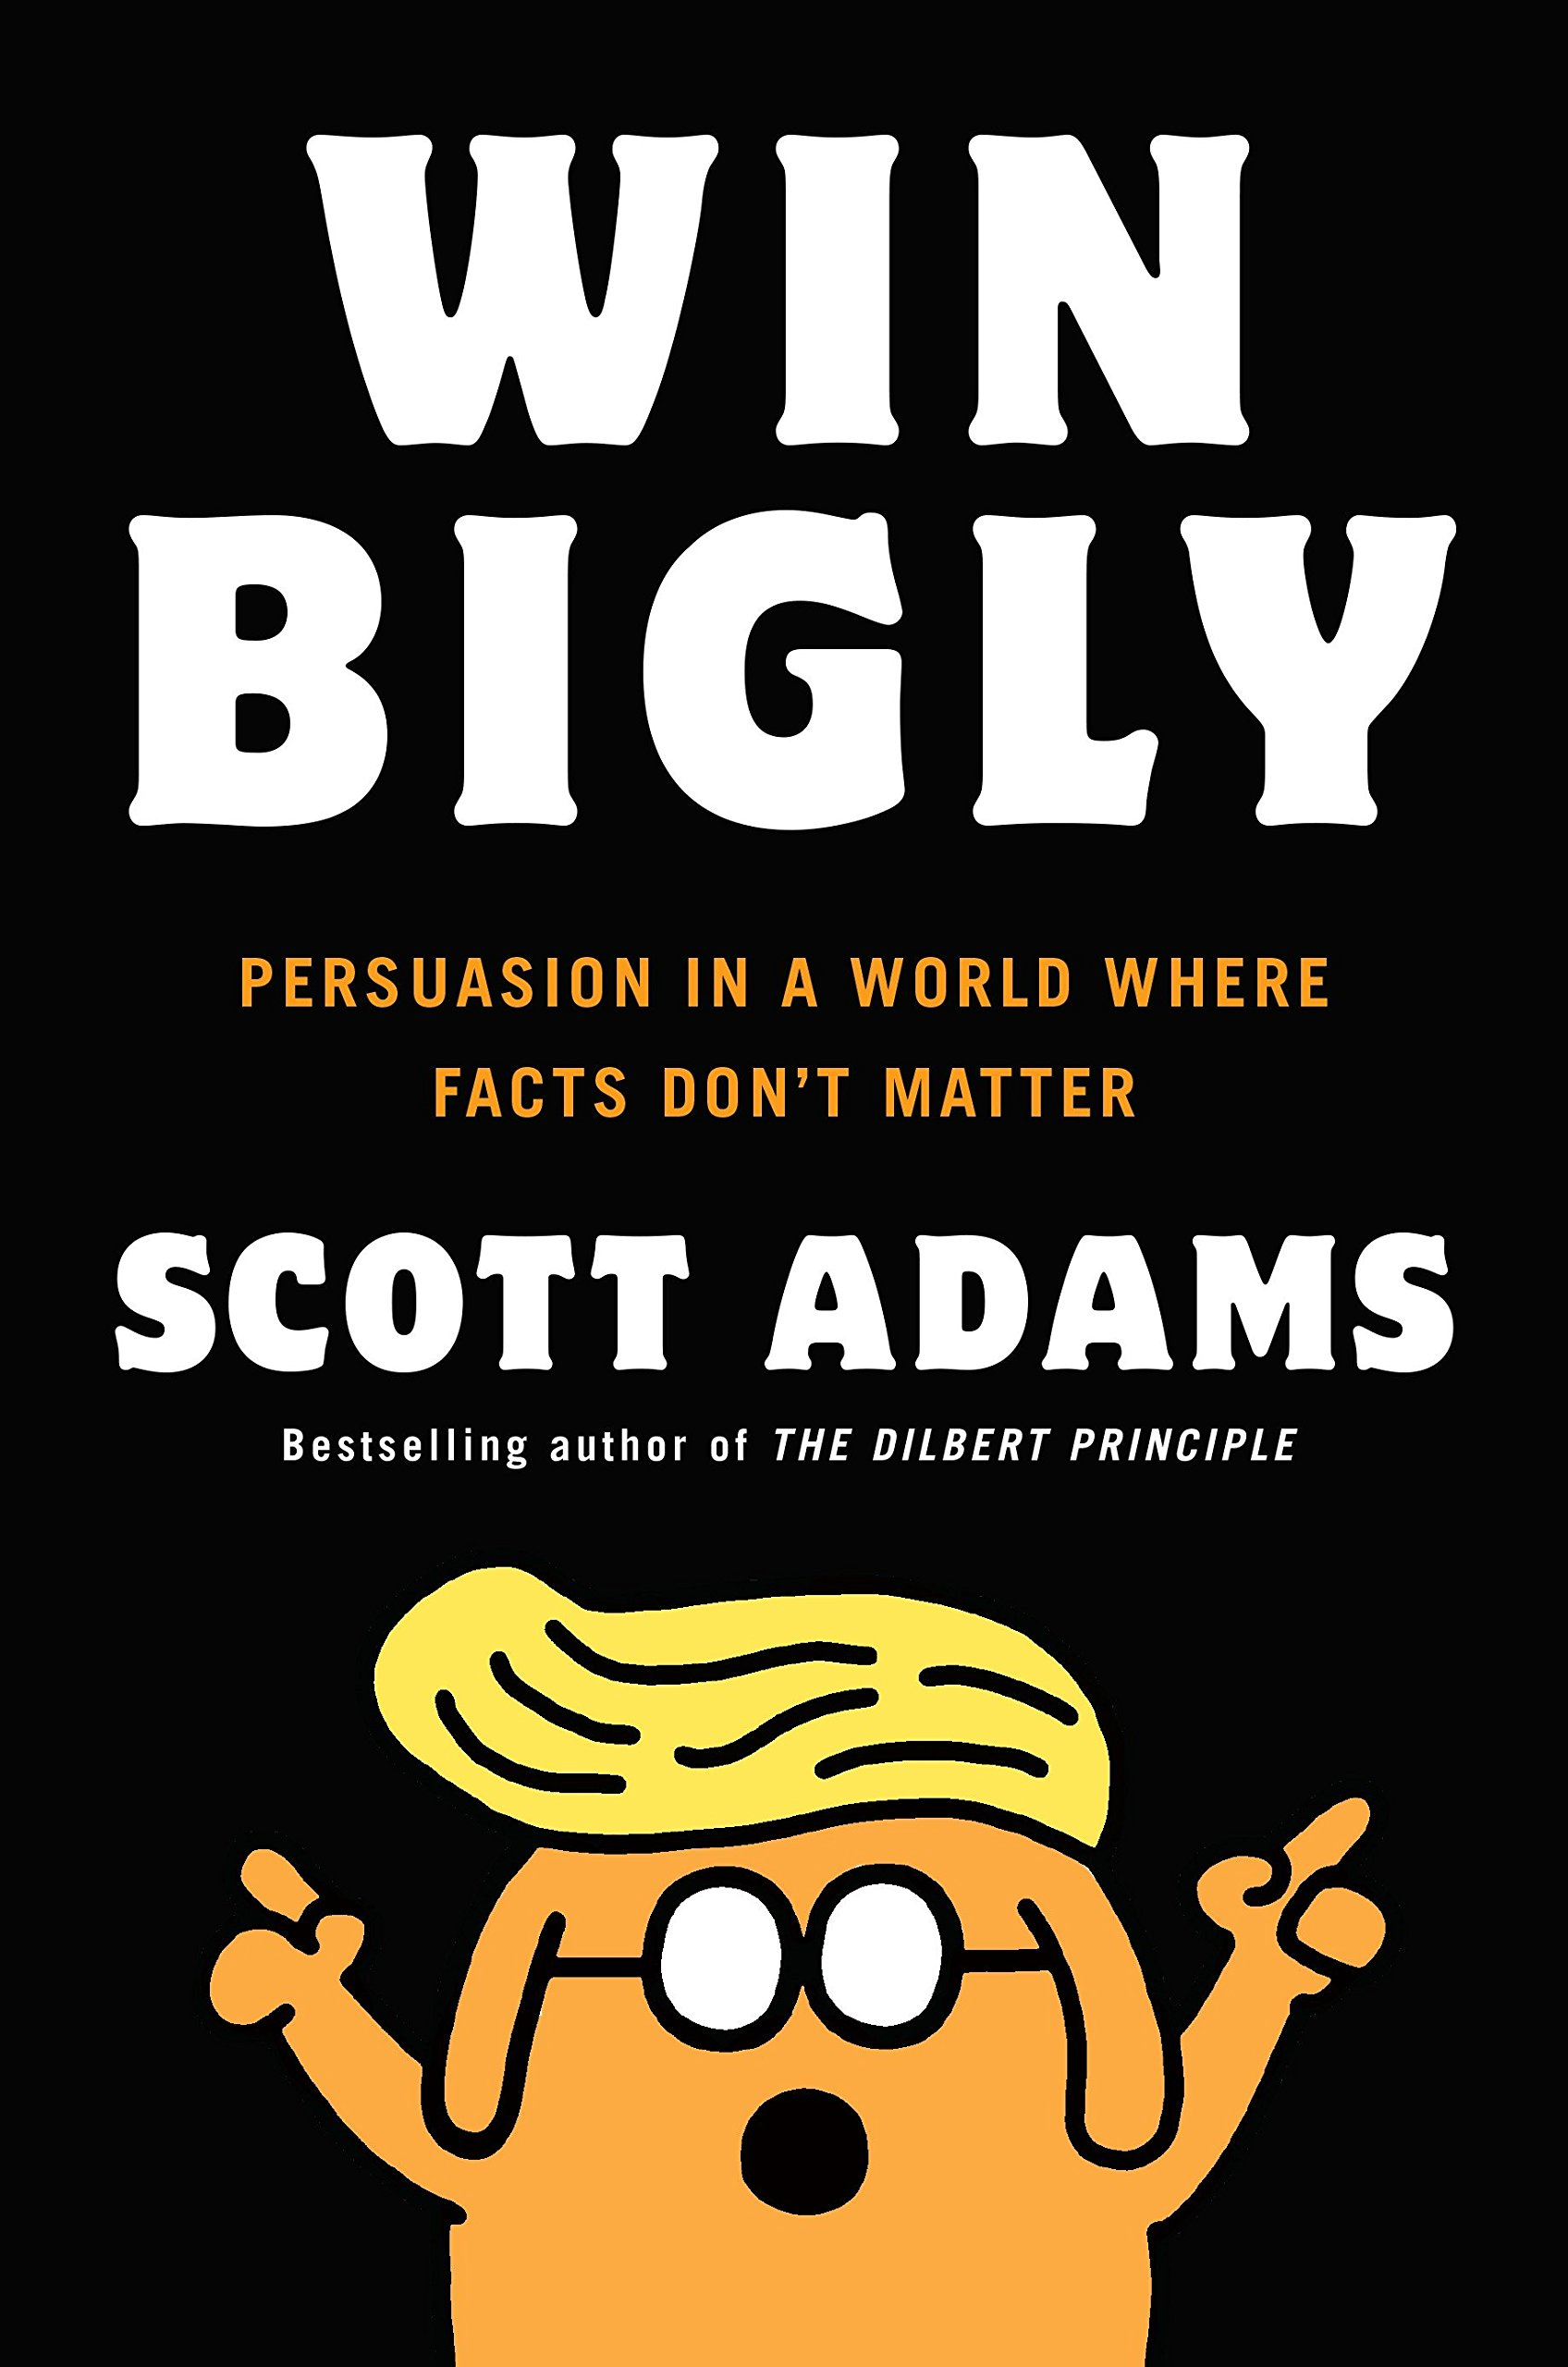 WIN
BIGLY
PERSUASION IN A WORLD WHERE
FACTS DON'T MATTER
SCOTT ADAMS
Bestselling author of THE DILBERT PRINCIPLE